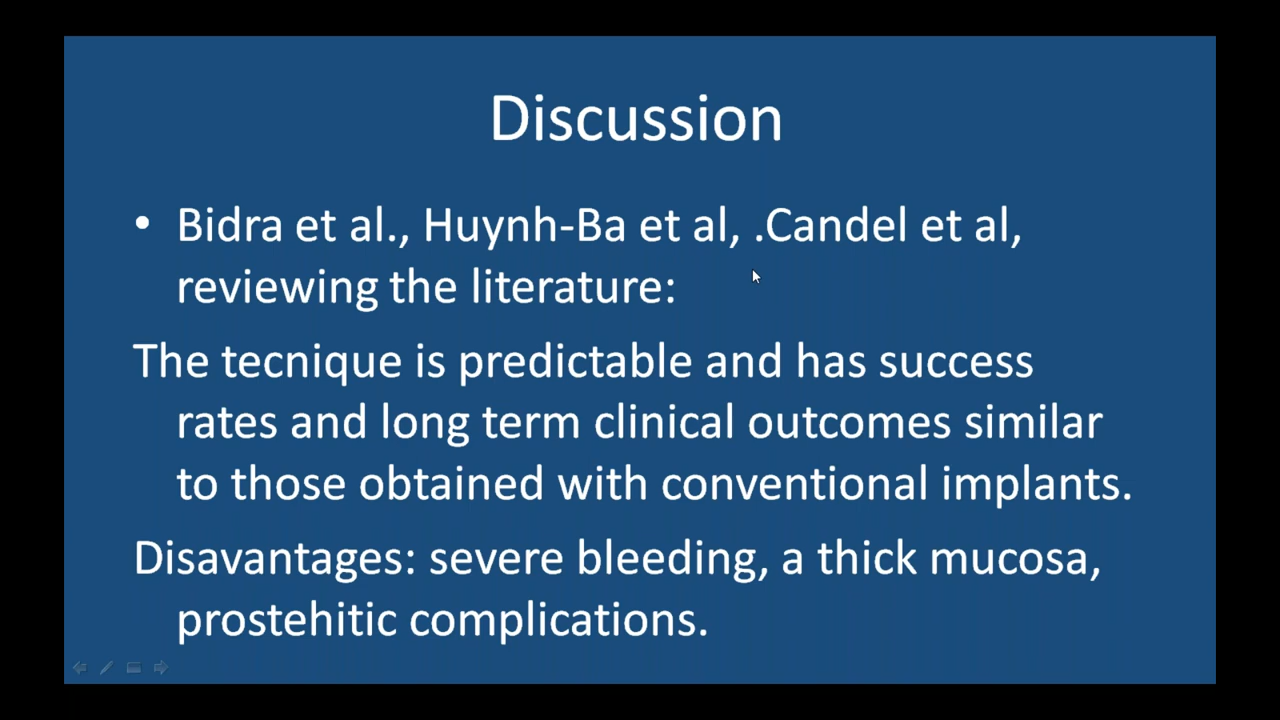 Discussion
• Bidra et al., Huynh-Ba et al, .Candel et al,
reviewing the literature:
The tecnique is predictable and has success
rates and long term clinical outcomes similar
to those obtained with conventional implants.
Disavantages: severe bleeding, a thick mucosa,
prostehitic complications.